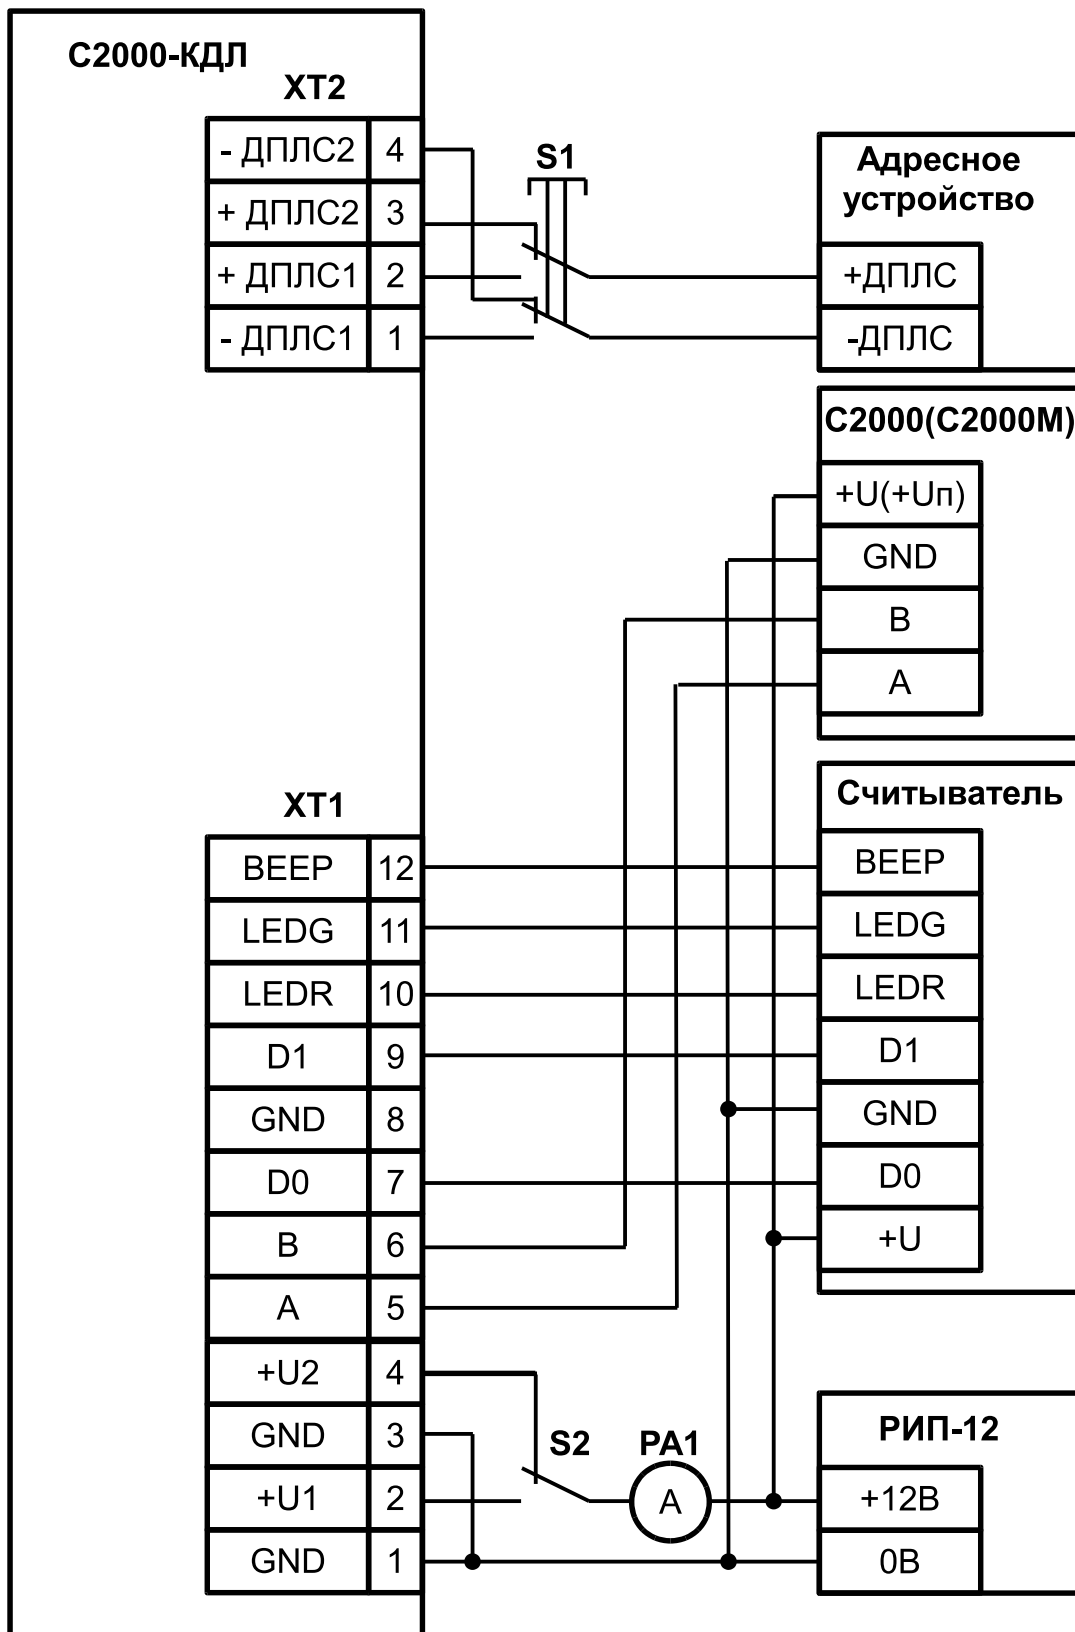 С2000-КДЛ
XT2
- ДПЛС2 4
+ ДПЛС2 3
+ ДПЛС1 2
- ДПЛС1 1
S1
Адресное
устройство
+ДПЛС
-ДПЛС
С2000(С2000М)
+U(+Uп)
GND
B
A
XT1
BEEP 12
LEDG 11
LEDR 10
D1 9
GND 8
D0 7
B 6
A 5
+U2 4
GND 3
+U1 2
GND 1
Считыватель
BEEP
LEDG
LEDR
D1
GND
D0
+U
S2
PA1
A
РИП-12
+12В
0В